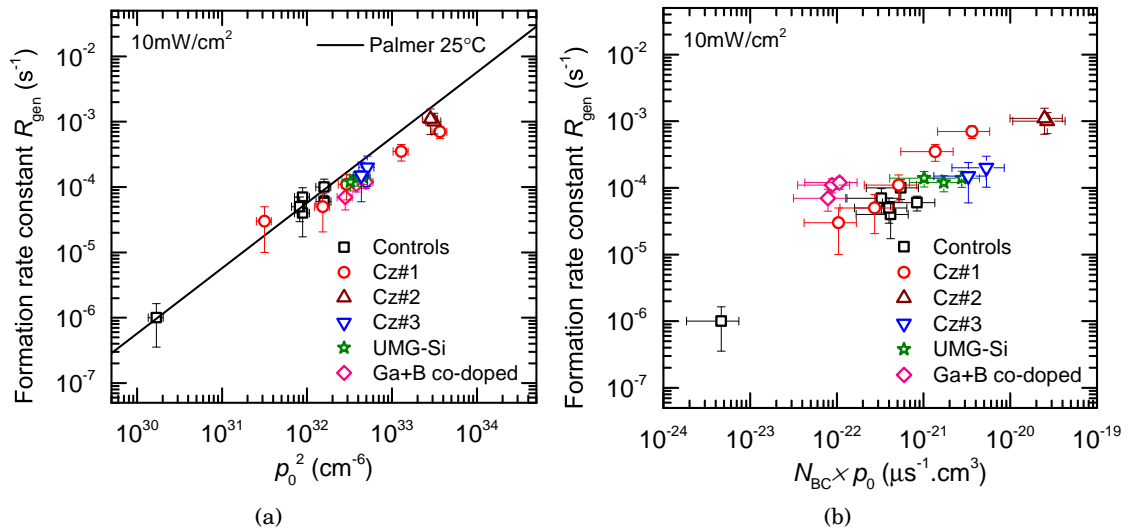 10mW/cm²
Palmer 25°C
Formation rate constant R_gen (s⁻¹)
10⁻²
10⁻³
10⁻⁴
10⁻⁵
10⁻⁶
10⁻⁷
Controls
Cz#1
Cz#2
Cz#3
UMG-Si
Ga+B co-doped
10³⁰ 10³¹ 10³² 10³³ 10³⁴
p₀² (cm⁻⁶)
(a)
10mW/cm²
Formation rate constant R_gen (s⁻¹)
10⁻²
10⁻³
10⁻⁴
10⁻⁵
10⁻⁶
10⁻⁷
Controls
Cz#1
Cz#2
Cz#3
UMG-Si
Ga+B co-doped
10⁻²⁴ 10⁻²³ 10⁻²² 10⁻²¹ 10⁻²⁰ 10⁻¹⁹
N_BC × p₀ (μs⁻¹.cm³)
(b)